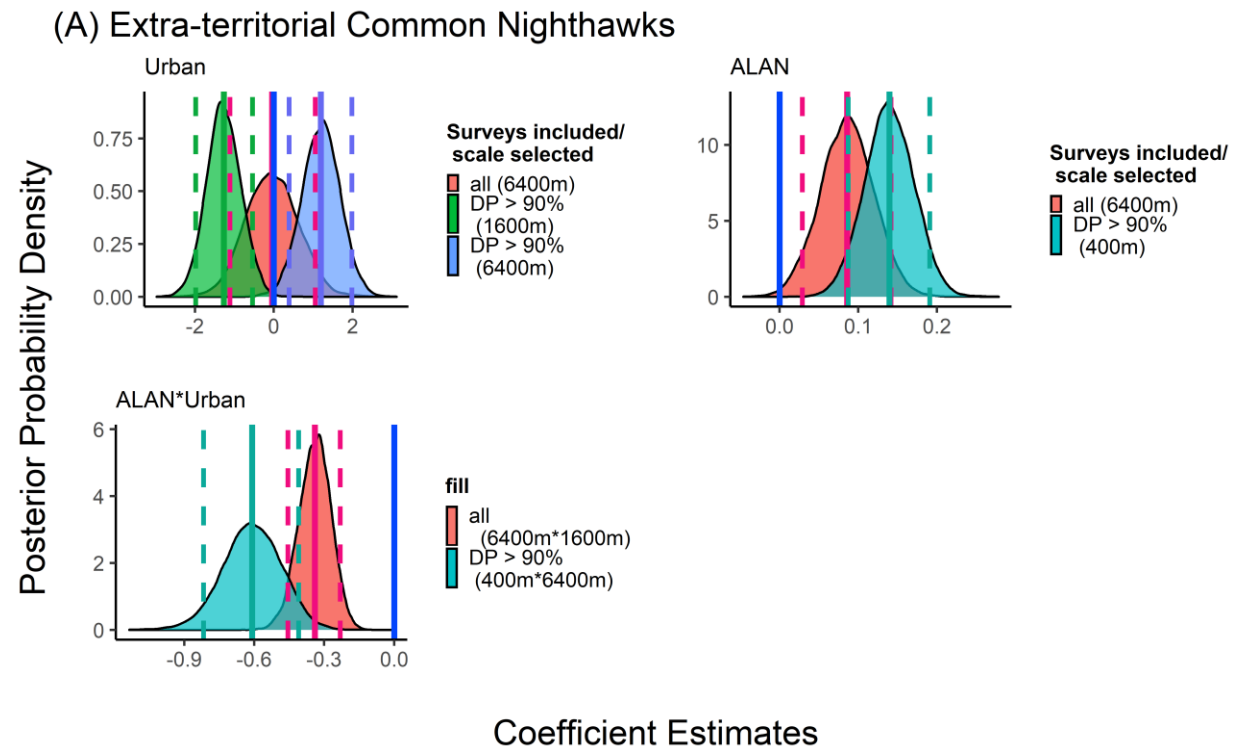 (A) Extra-territorial Common Nighthawks
Urban
0.75
0.50
0.25
0.00
-2
0
2
Surveys included/
scale selected
all (6400m)
DP > 90%
(1600m)
DP > 90%
(6400m)
ALAN
10
5
0
0.0
0.1
0.2
Surveys included/
scale selected
all (6400m)
DP > 90%
(400m)
Posterior Probability Density
ALAN*Urban
6
4
2
0
-0.9
-0.6
-0.3
0.0
fill
all
(6400m*1600m)
DP > 90%
(400m*6400m)
Coefficient Estimates